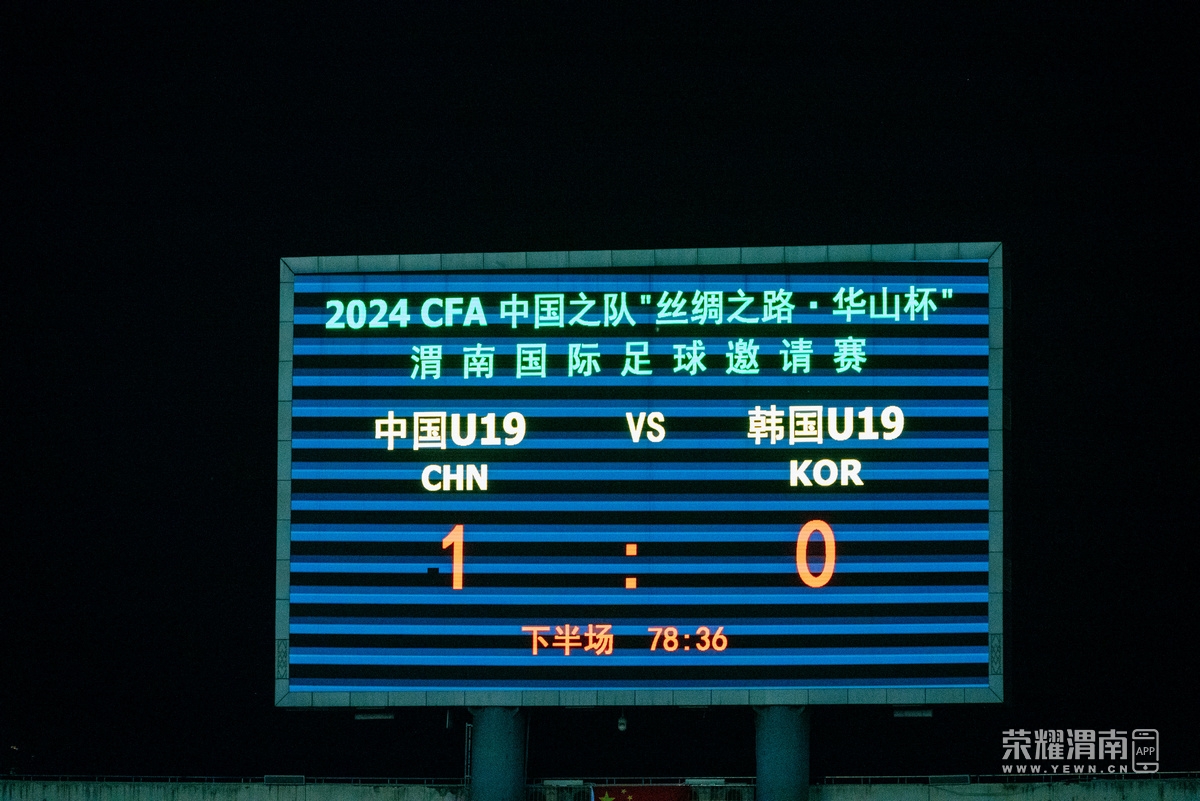 2024 CFA 中国之队"丝绸之路·华山杯"
渭南国际足球邀请赛
中国U19 VS 韩国U19
CHN KOR
1 : 0
下半场 78:36
荣耀渭南 APP
WWW.YEWN.CN